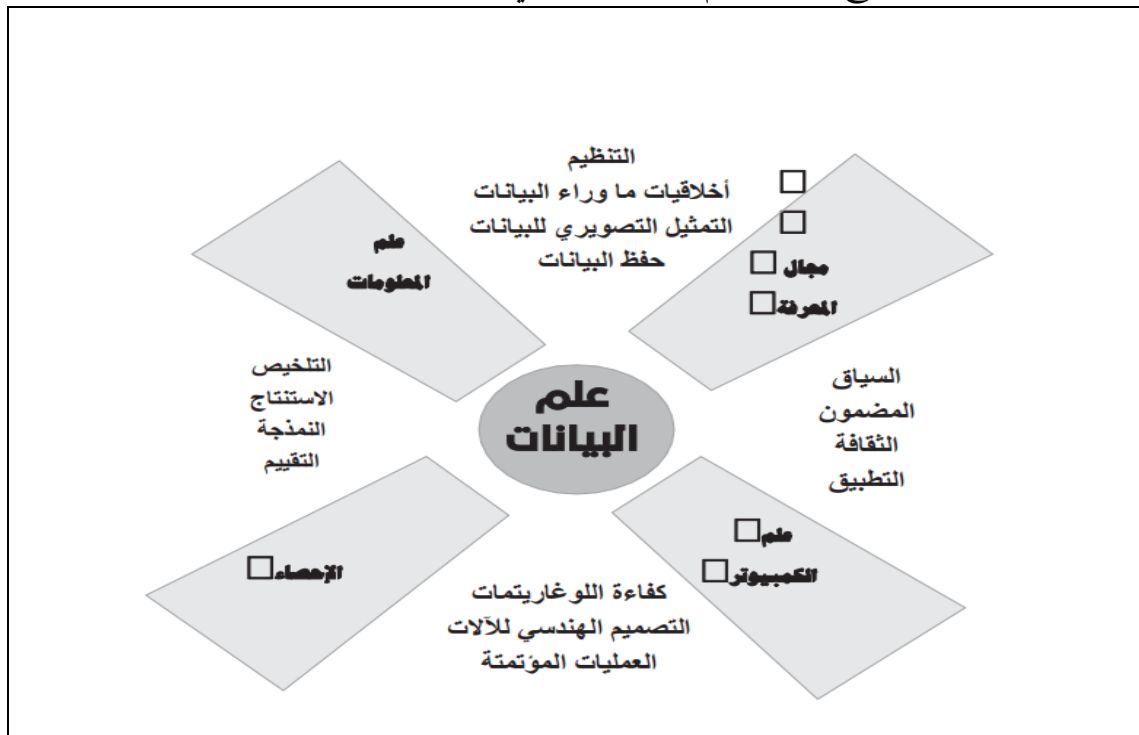 التنظيم
أخلاقيات ما وراء البيانات
التمثيل التصويري للبيانات
حفظ البيانات
علم
المعلومات
مجال
المعرفة
التلخيص
الاستنتاج
النمذجة
التقييم
علم
البيانات
السياق
المضمون
الثقافة
التطبيق
الإحصاء
علم
الكمبيوتر
كفاءة اللوغاريتمات
التصميم الهندسي للآلات
العمليات المؤتمتة